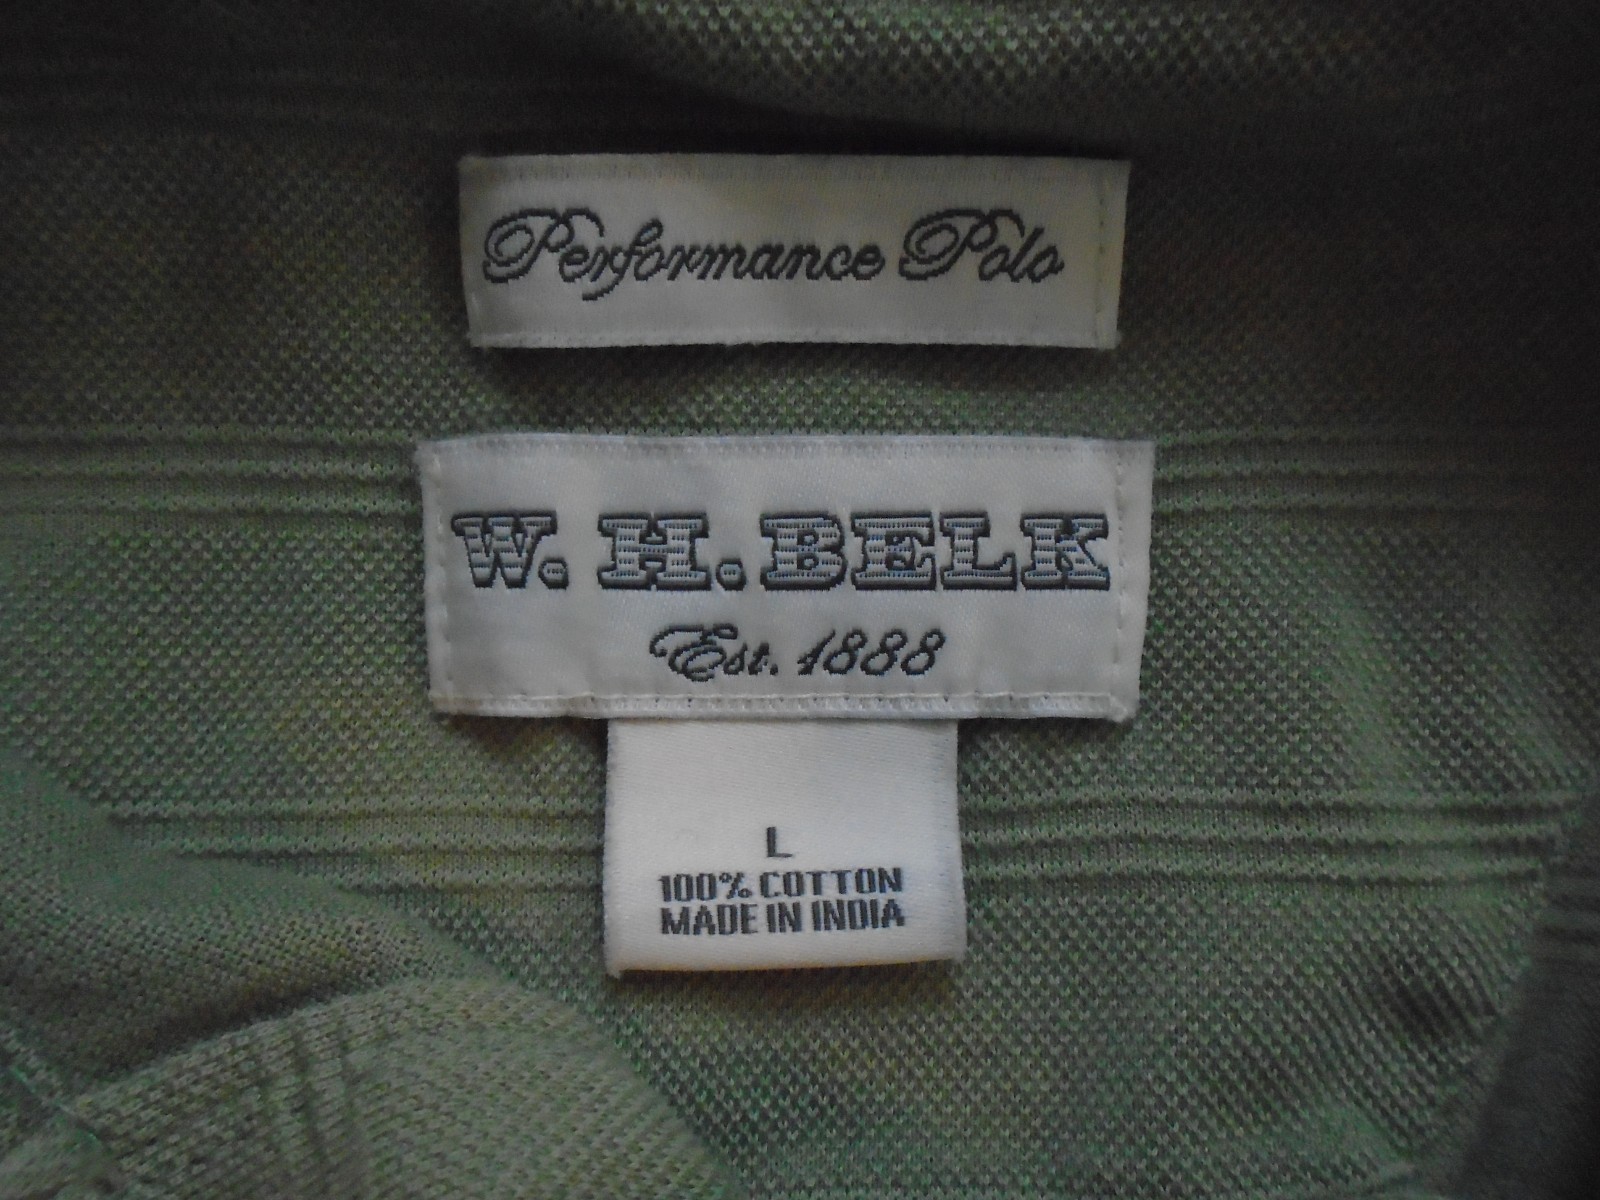 Performance Polo
W. H. BELK
Est. 1888
L
100% COTTON
MADE IN INDIA